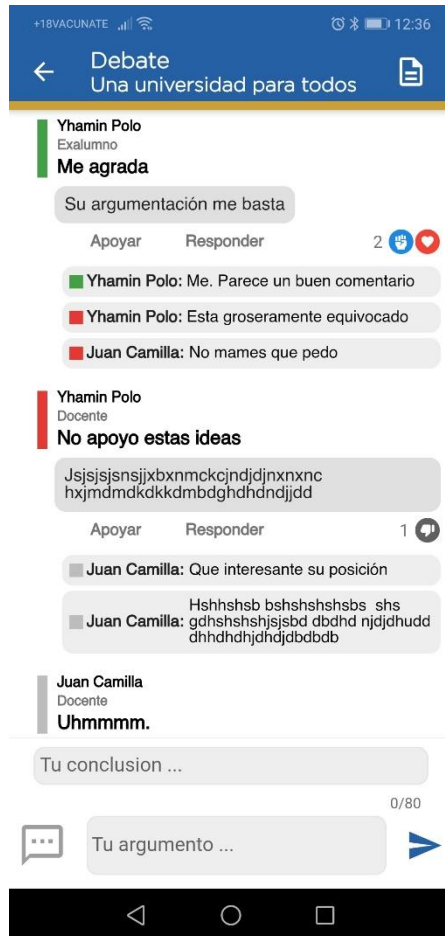 +18VACUNATE 12:36
Debate
Una universidad para todos
Yhamin Polo
Exalumno
Me agrada
Su argumentación me basta
Apoyar Responder 2
Yhamin Polo: Me. Parece un buen comentario
Yhamin Polo: Esta groseramente equivocado
Juan Camilla: No mames que pedo
Yhamin Polo
Docente
No apoyo estas ideas
Jsjsjsjsnsjjxbxnmckcjndjdjnxnxnc
hxjmdmdkdkkdmbdghdhdndjjdd
Apoyar Responder 1
Juan Camilla: Que interesante su posición
Hshhshsb bshshshshsbs shs
Juan Camilla: gdhshshshjsjsbd dbdhd njdjdhudd
dhhdhdhjdhdjdbdbdb
Juan Camilla
Docente
Uhmmmm.
Tu conclusion ...
0/80
Tu argumento ...